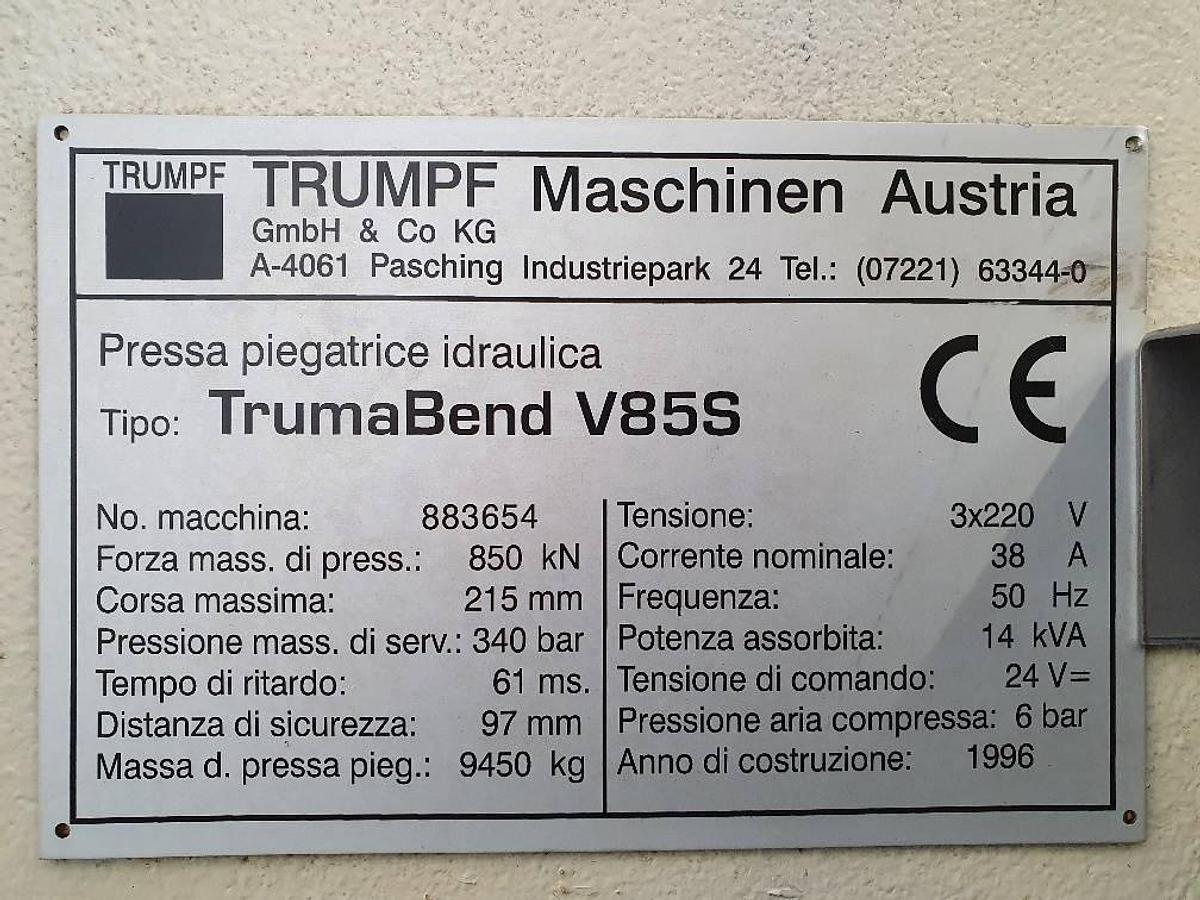 TRUMPF
TRUMPF Maschinen Austria
GmbH & Co KG
A-4061 Pasching Industriepark 24 Tel.: (07221) 63344-0
Pressa piegatrice idraulica
CE
Tipo: TrumaBend V85S
No. macchina: 883654
Forza mass. di press.: 850 kN
Corsa massima: 215 mm
Pressione mass. di serv.: 340 bar
Tempo di ritardo: 61 ms.
Distanza di sicurezza: 97 mm
Massa d. pressa pieg.: 9450 kg
Tensione: 3x220 V
Corrente nominale: 38 A
Frequenza: 50 Hz
Potenza assorbita: 14 kVA
Tensione di comando: 24 V=
Pressione aria compressa: 6 bar
Anno di costruzione: 1996